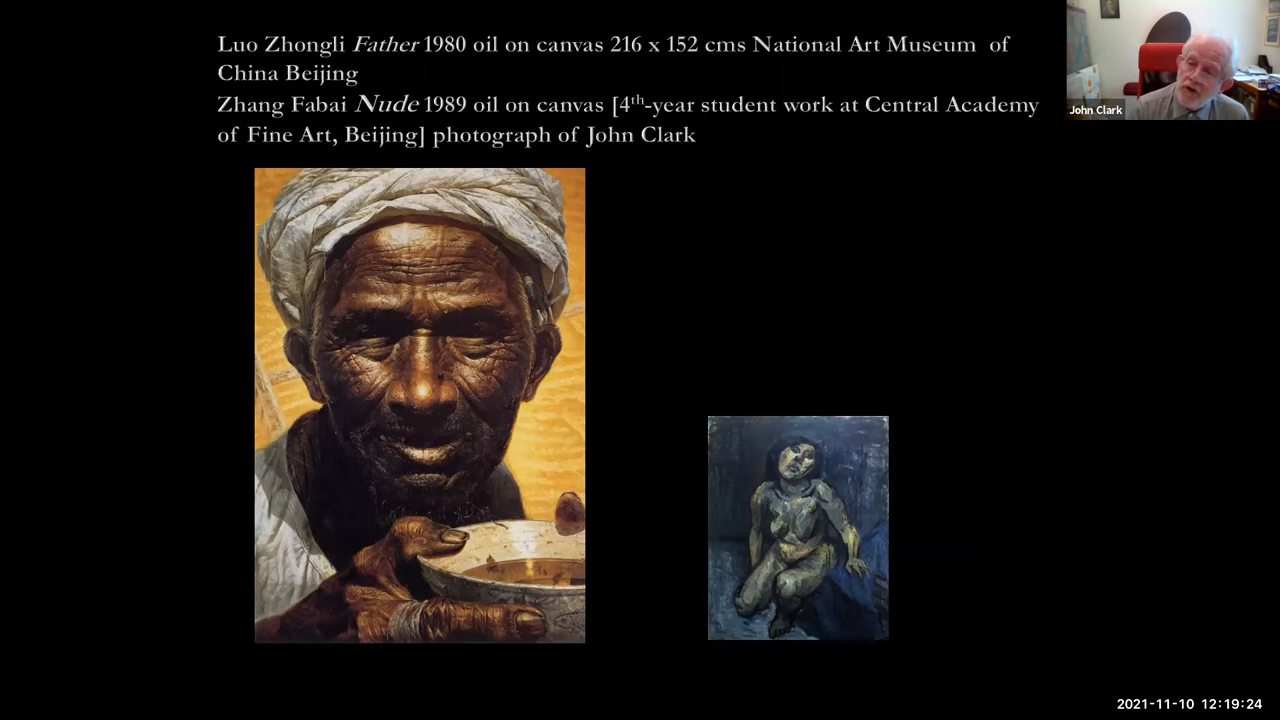 Luo Zhongli Father 1980 oil on canvas 216 x 152 cms National Art Museum of
China Beijing
Zhang Fabai Nude 1989 oil on canvas [4th-year student work at Central Academy
of Fine Art, Beijing] photograph of John Clark
John Clark
2021-11-10 12:19:24